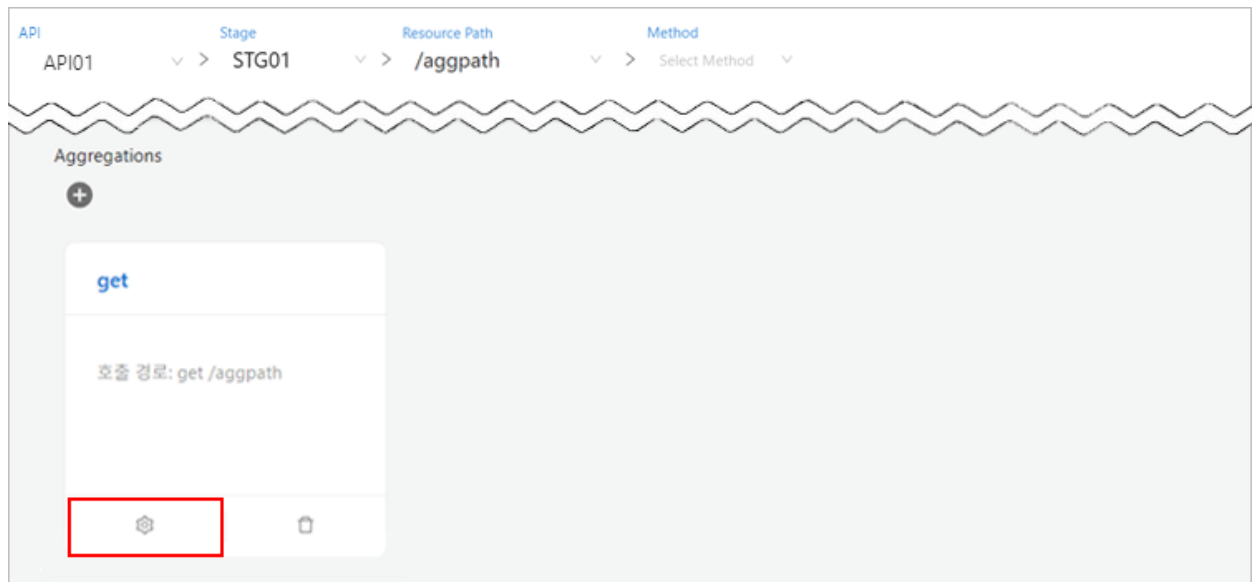 API Stage Resource Path Method
API01 > STG01 > /aggpath > Select Method
Aggregations
get
호출 경로: get /aggpath